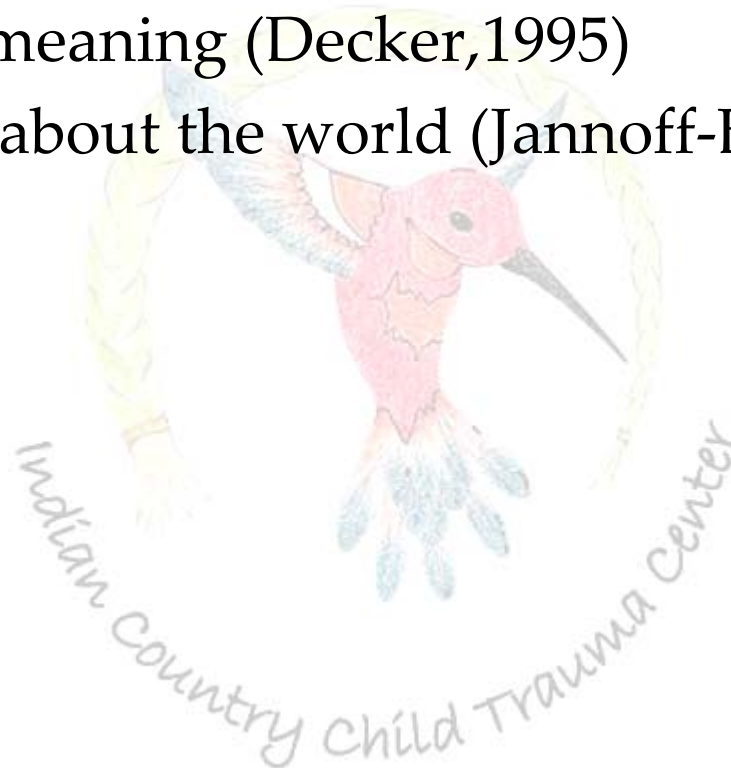 meaning (Decker,1995)
about the world (Jannoff-
Indian Country Child Trauma Center